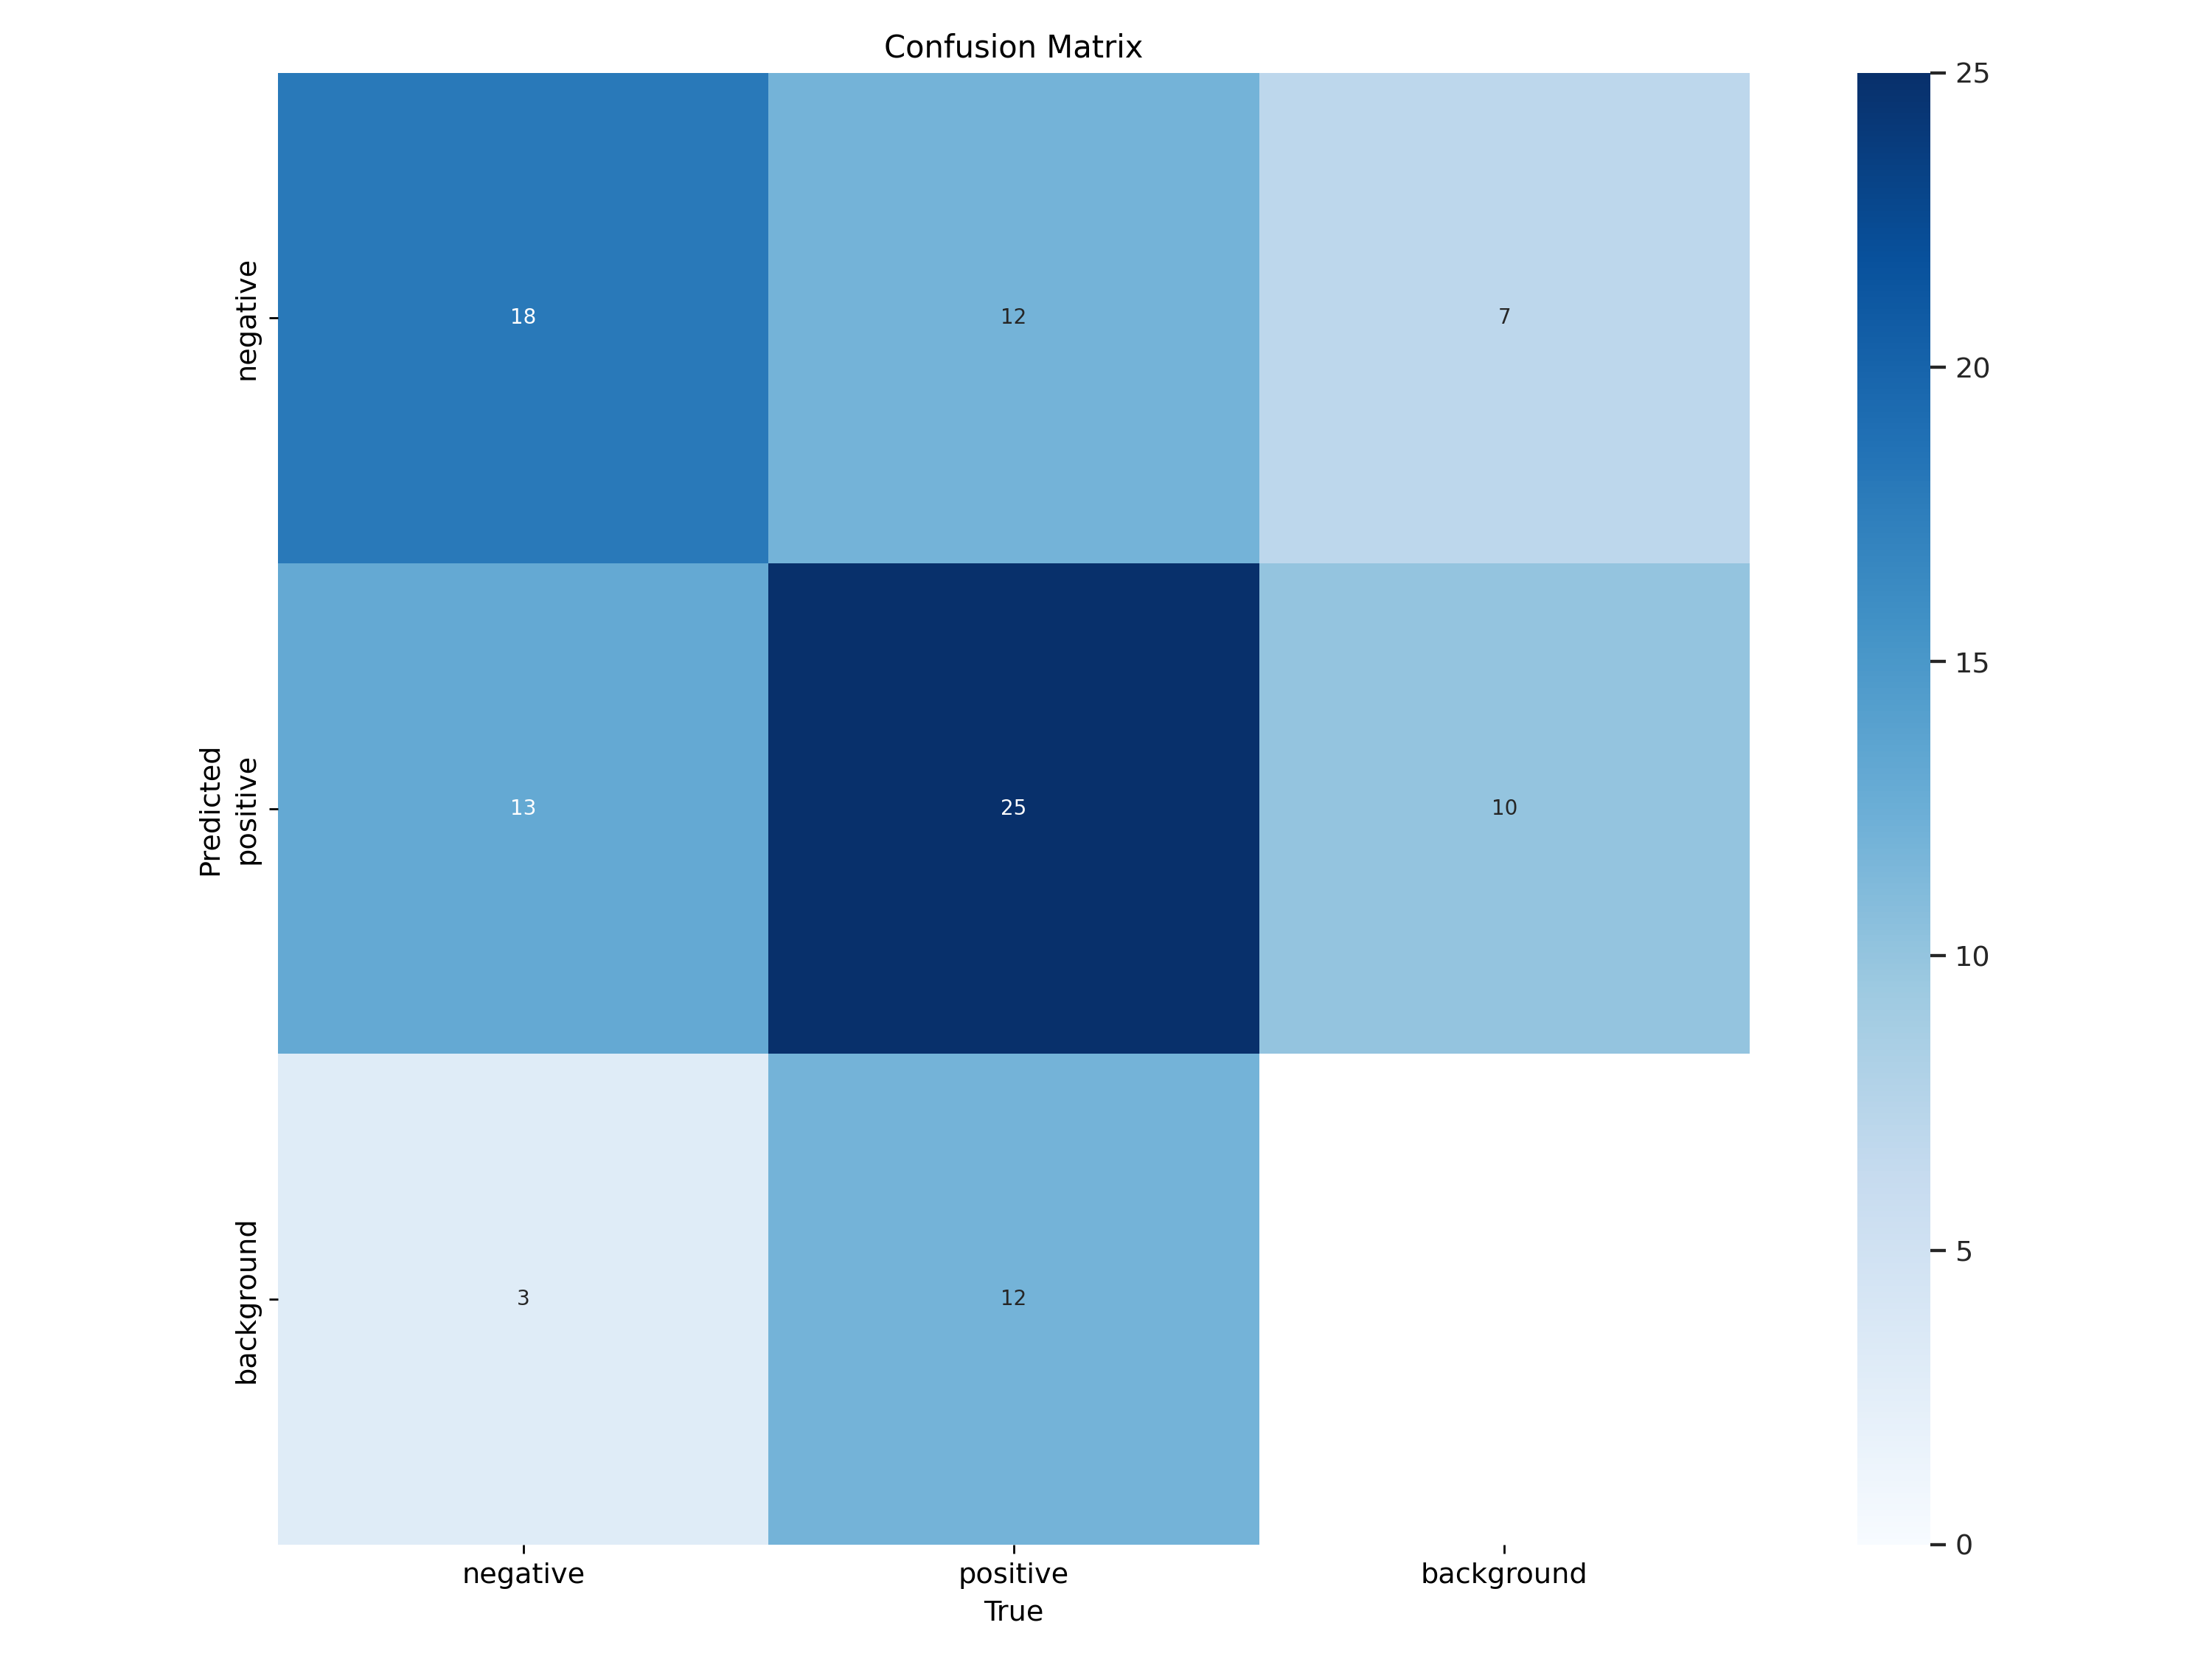 Confusion Matrix
25
20
15
10
5
0
Predicted
negative
positive
background
18 12 7
13 25 10
3 12
negative positive background
True